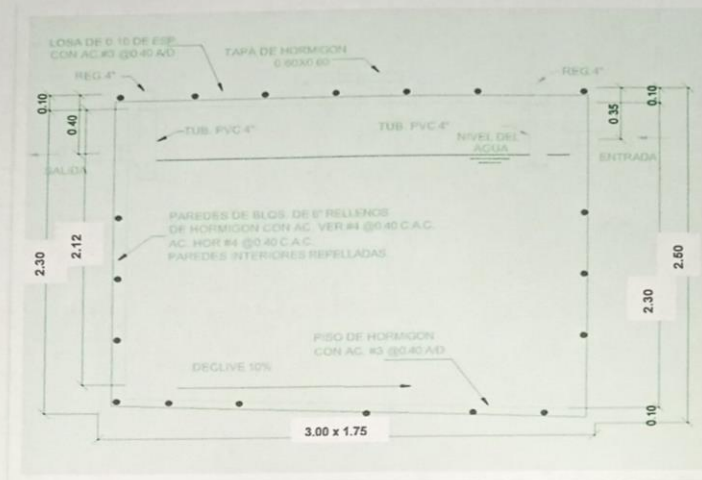 LOSA DE 0.10 DE ESP.
CON AC.#3 @0.40 A/D
TAPA DE HORMIGON
0.60X0.60
REG.4"
REG.4"
0.10
0.40
0.10
0.35
TUB. PVC 4"
TUB. PVC 4"
NIVEL DEL
AGUA
SALIDA
ENTRADA
PAREDES DE BLQS. DE 6" RELLENOS
DE HORMIGON CON AC. VER.#4 @0.40 C.A.C.
AC. HOR #4 @0.40 C.A.C.
PAREDES INTERIORES REPELLADAS
2.30
2.12
2.50
2.30
PISO DE HORMIGON
CON AC. #3 @0.40 A/D
DECLIVE 10%
0.10
3.00 x 1.75